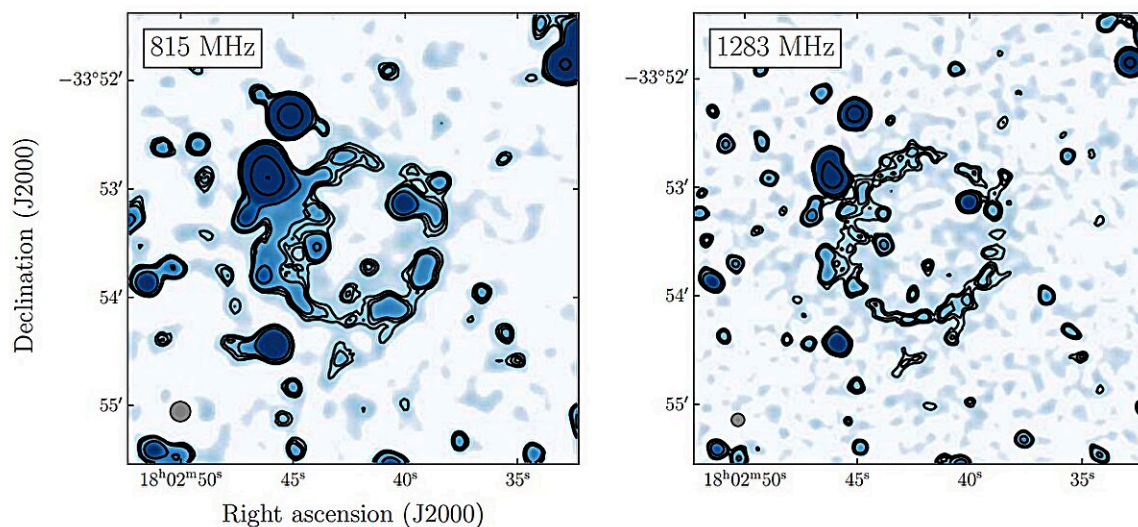 815 MHz
−33°52′
53′
54′
55′
18ʰ02ᵐ50ˢ
45ˢ
40ˢ
35ˢ
Declination (J2000)
Right ascension (J2000)
1283 MHz
−33°52′
53′
54′
55′
18ʰ02ᵐ50ˢ
45ˢ
40ˢ
35ˢ